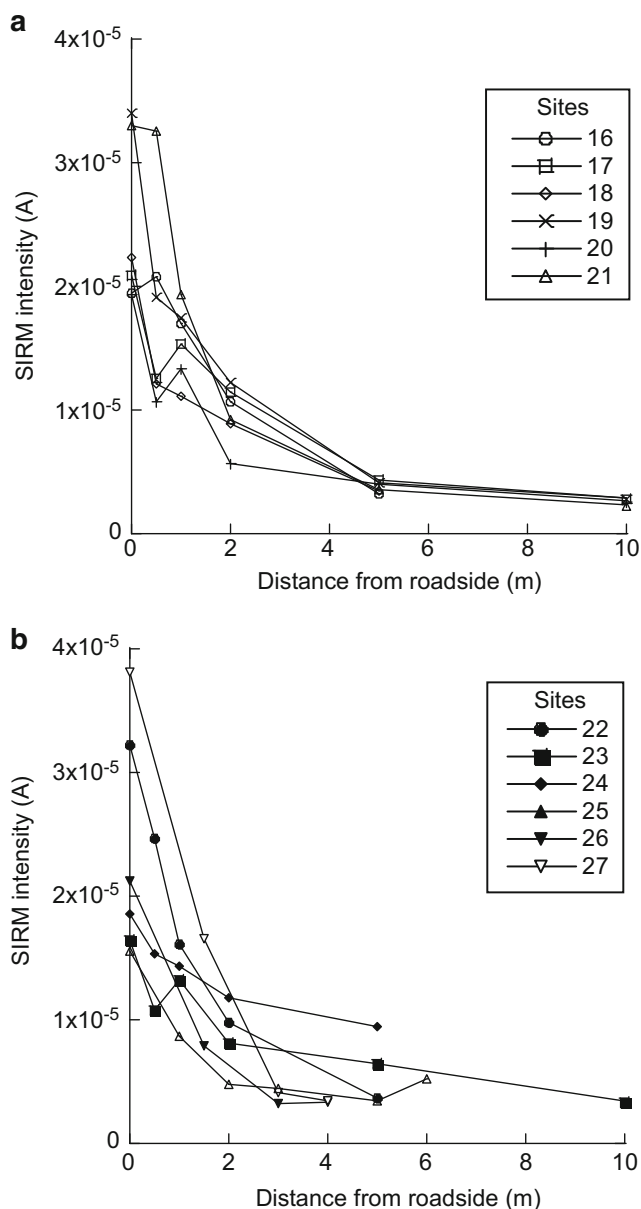 a
4x10⁻⁵
3x10⁻⁵
2x10⁻⁵
1x10⁻⁵
0
SIRM intensity (A)
Sites
16
17
18
19
20
21
0 2 4 6 8 10
Distance from roadside (m)
b
4x10⁻⁵
3x10⁻⁵
2x10⁻⁵
1x10⁻⁵
0
SIRM intensity (A)
Sites
22
23
24
25
26
27
0 2 4 6 8 10
Distance from roadside (m)